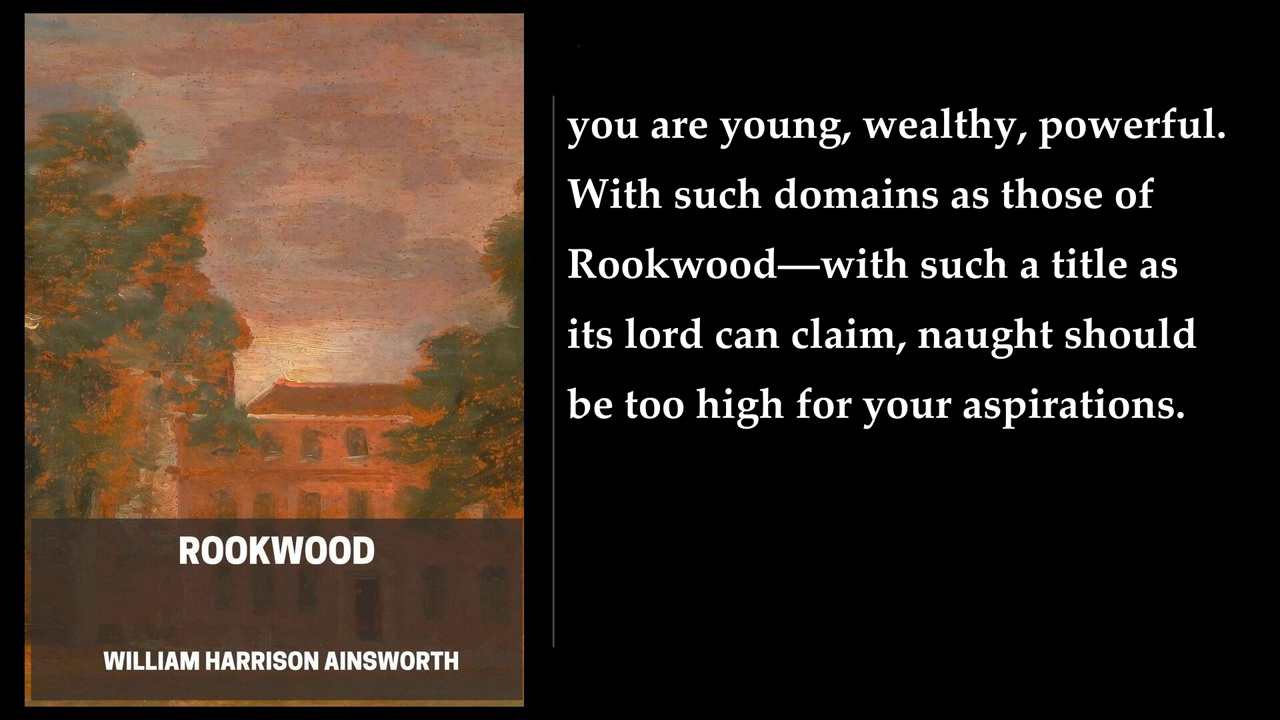 you are young, wealthy, powerful.
With such domains as those of
Rookwood—with such a title as
its lord can claim, naught should
be too high for your aspirations.
ROOKWOOD
WILLIAM HARRISON AINSWORTH